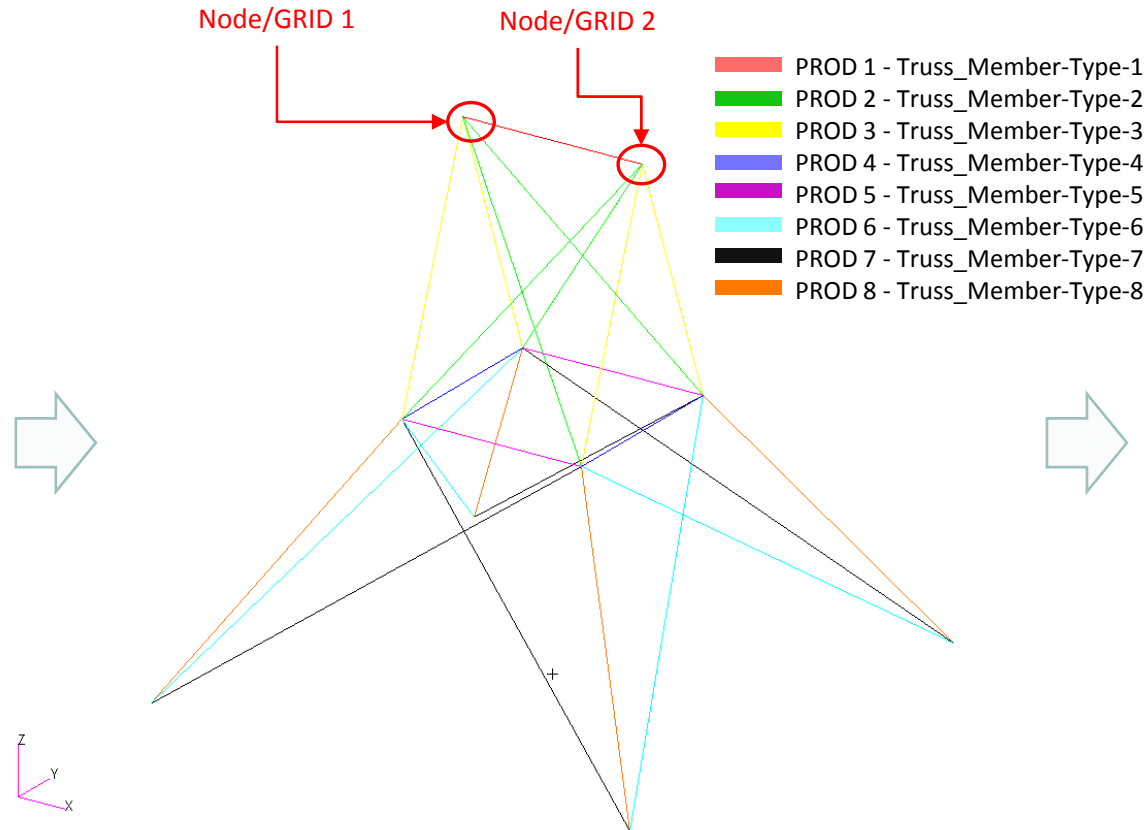 Node/GRID 1
Node/GRID 2
PROD 1 - Truss_Member-Type-1
PROD 2 - Truss_Member-Type-2
PROD 3 - Truss_Member-Type-3
PROD 4 - Truss_Member-Type-4
PROD 5 - Truss_Member-Type-5
PROD 6 - Truss_Member-Type-6
PROD 7 - Truss_Member-Type-7
PROD 8 - Truss_Member-Type-8
Z
Y
X